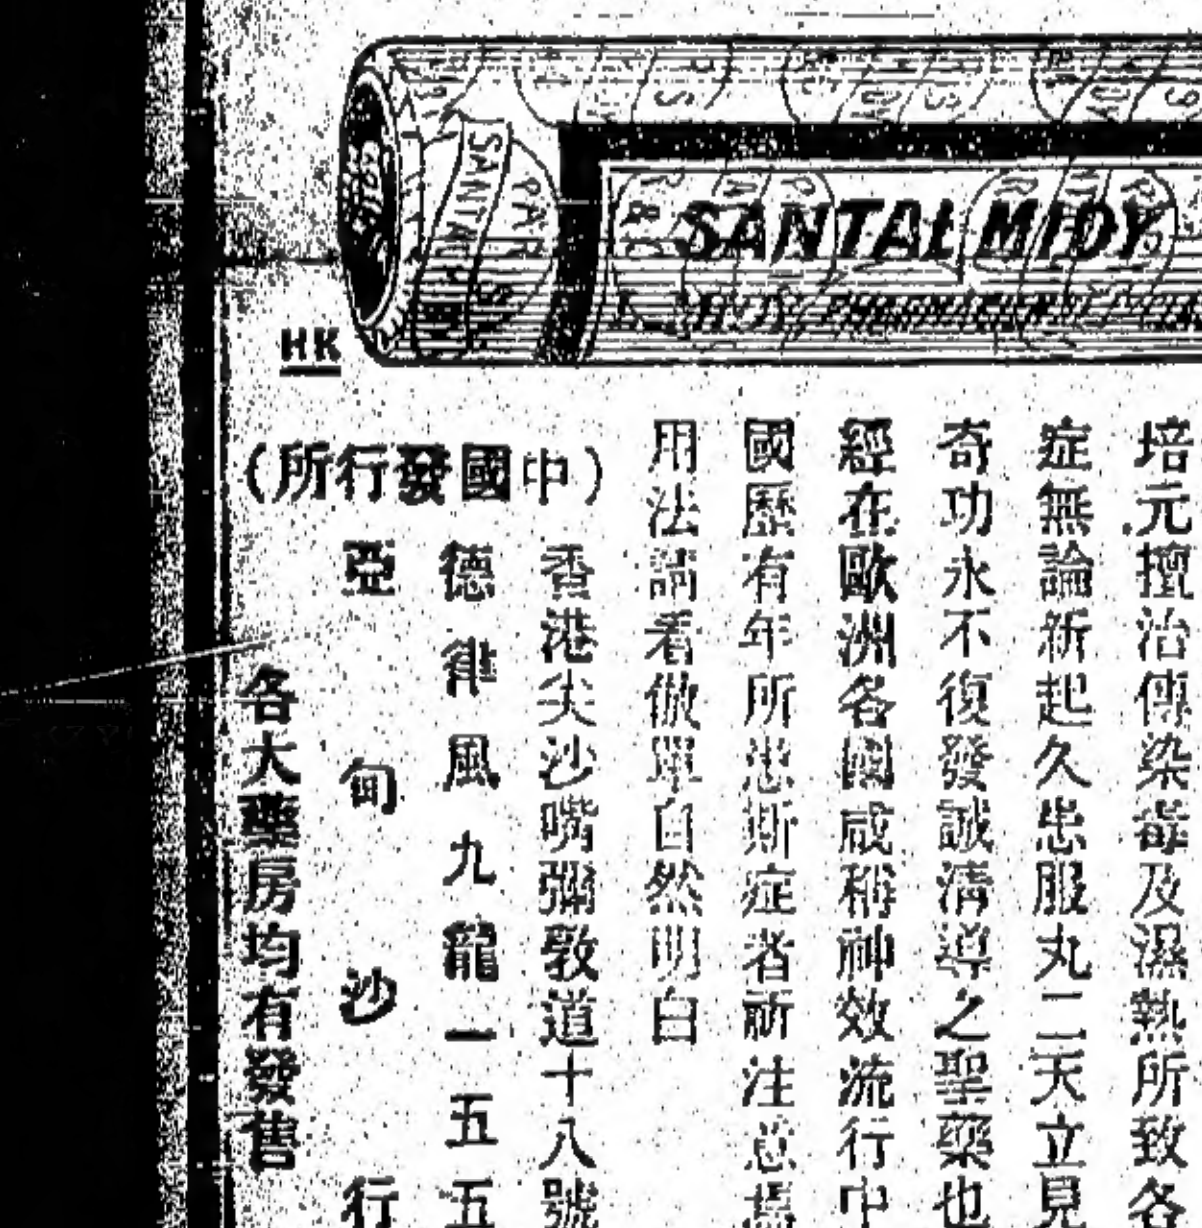 SANTAL MIDY
HK
培元擅治傳染毒及濕熱所致各
症無論新起久患服丸二天立見
奇功永不復發誠清導之聖藥也
經在歐洲各國咸稱神效流行中
國歷有年所患斯症者祈注意
用法請看倣單自然明白
(中國發行所)
香港尖沙嘴彌敦道十八號
德律風九龍一五五
亞旬沙行
各大藥房均有發售